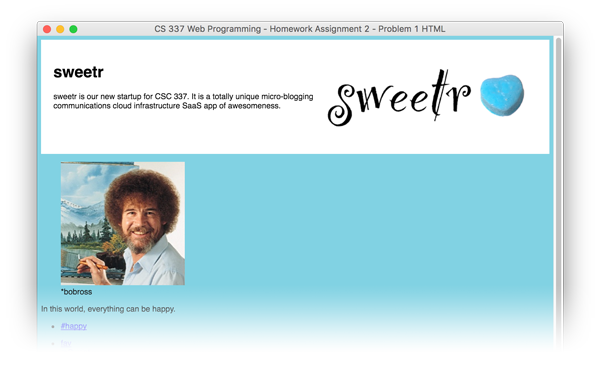 CS 337 Web Programming - Homework Assignment 2 - Problem 1 HTML
sweetr
sweetr is our new startup for CSC 337. It is a totally unique micro-blogging
communications cloud infrastructure SaaS app of awesomeness.
sweetr
*bobross
In this world, everything can be happy.
#happy